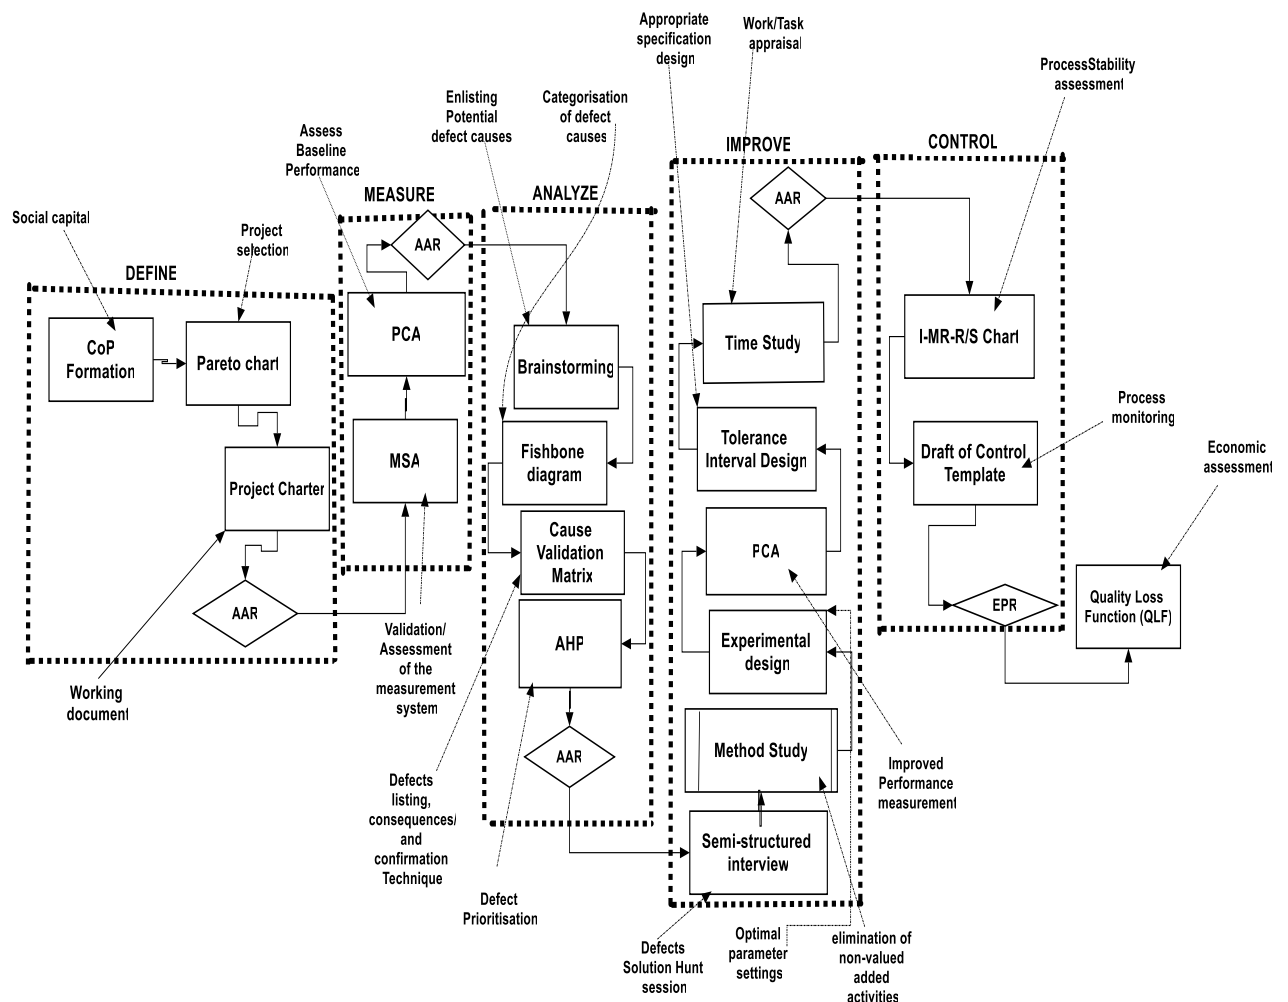 Appropriate
specification
design
Work/Task
appraisal
ProcessStability
assessment
Enlisting
Potential
defect causes
Categorisation
of defect
causes
Assess
Baseline
Performance
IMPROVE
CONTROL
MEASURE
ANALYZE
Social capital
Project
selection
DEFINE
CoP
Formation
Pareto chart
Project Charter
AAR
Working
document
AAR
PCA
MSA
Validation/
Assessment
of the
measurement
system
Brainstorming
Fishbone
diagram
Cause
Validation
Matrix
AHP
AAR
Defects
listing,
consequences/
and
confirmation
Technique
Defect
Prioritisation
AAR
Time Study
Tolerance
Interval Design
PCA
Experimental
design
Method Study
Semi-structured
interview
Defects
Solution Hunt
session
Optimal
parameter
settings
elimination of
non-valued
added
activities
Improved
Performance
measurement
I-MR-R/S Chart
Draft of Control
Template
EPR
Process
monitoring
Economic
assessment
Quality Loss
Function (QLF)